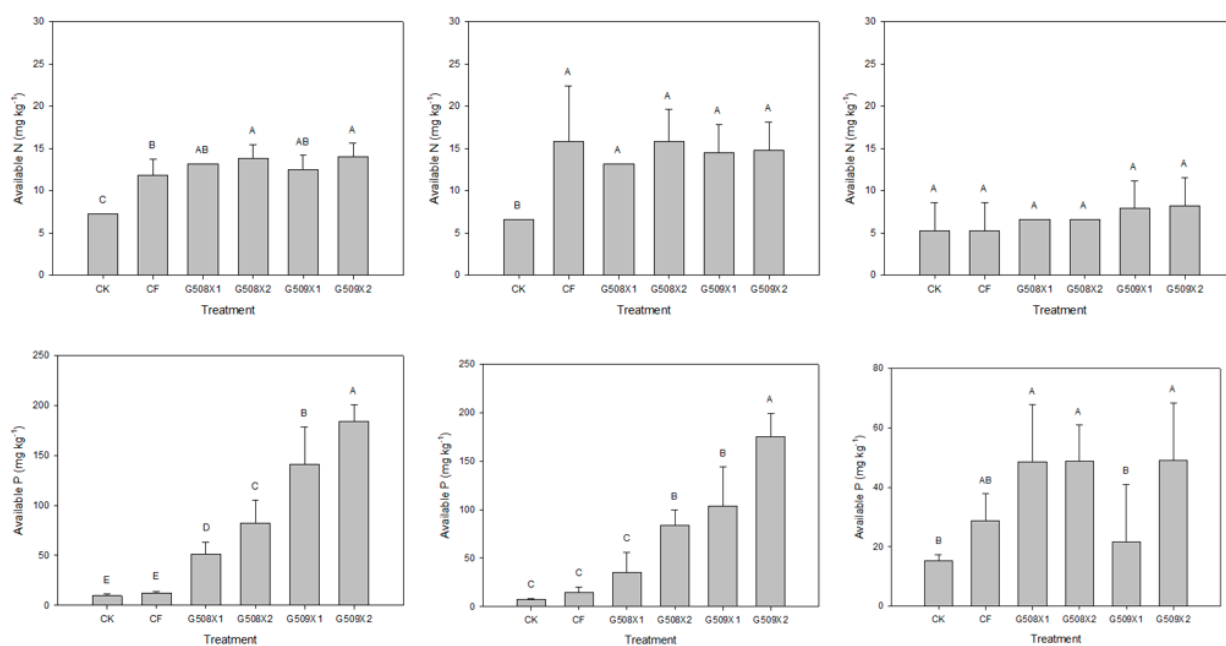 Available N (mg kg⁻¹)
30
25
20
15
10
5
0
C
B
AB
A
AB
A
CK CF G508X1 G508X2 G509X1 G509X2
Treatment
Available N (mg kg⁻¹)
30
25
20
15
10
5
0
B
A
A
A
A
A
CK CF G508X1 G508X2 G509X1 G509X2
Treatment
Available N (mg kg⁻¹)
30
25
20
15
10
5
0
A
A
A
A
A
A
CK CF G508X1 G508X2 G509X1 G509X2
Treatment
Available P (mg kg⁻¹)
250
200
150
100
50
0
E
E
D
C
B
A
CK CF G508X1 G508X2 G509X1 G509X2
Treatment
Available P (mg kg⁻¹)
250
200
150
100
50
0
C
C
C
B
B
A
CK CF G508X1 G508X2 G509X1 G509X2
Treatment
Available P (mg kg⁻¹)
80
60
40
20
0
B
AB
A
A
B
A
CK CF G508X1 G508X2 G509X1 G509X2
Treatment